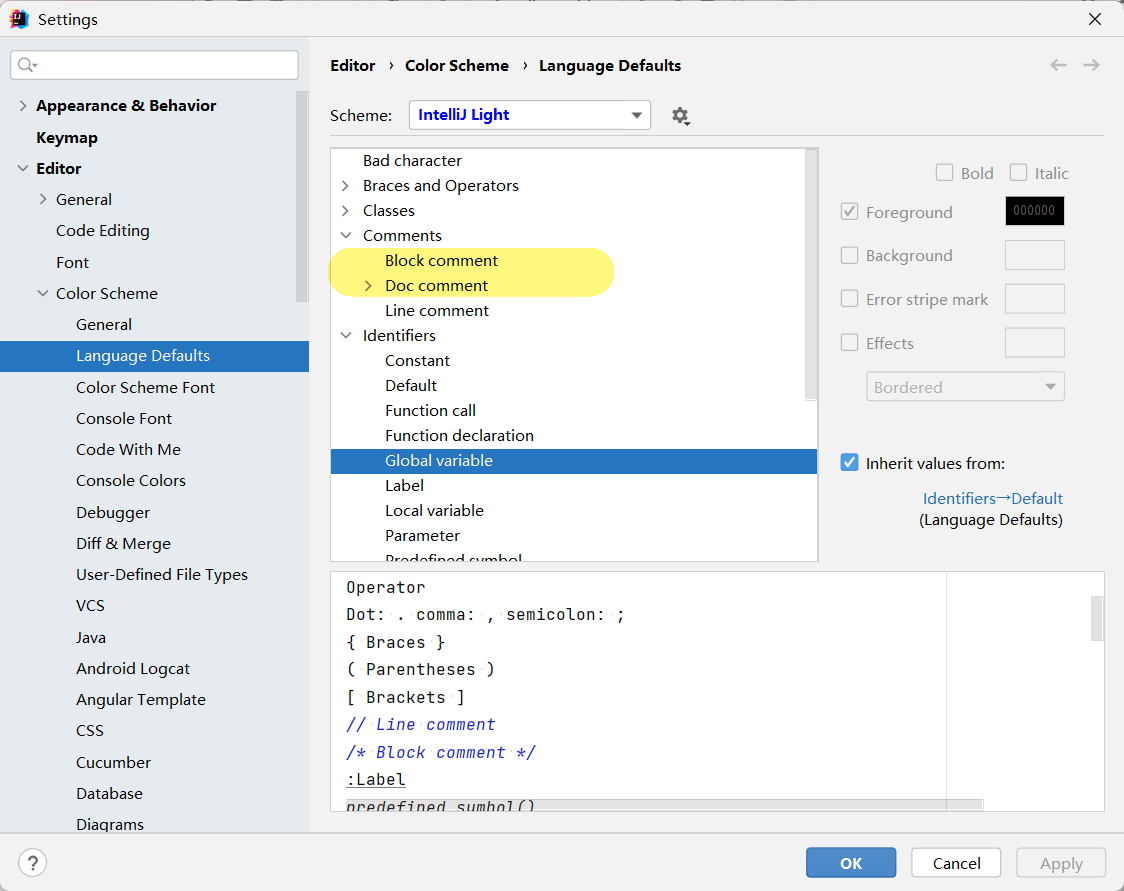 Settings
Appearance & Behavior
Keymap
Editor
General
Code Editing
Font
Color Scheme
General
Language Defaults
Color Scheme Font
Console Font
Code With Me
Console Colors
Debugger
Diff & Merge
User-Defined File Types
VCS
Java
Android Logcat
Angular Template
CSS
Cucumber
Database
Diagrams
Editor › Color Scheme › Language Defaults
Scheme: IntelliJ Light
Bad character
Braces and Operators
Classes
Comments
Block comment
Doc comment
Line comment
Identifiers
Constant
Default
Function call
Function declaration
Global variable
Label
Local variable
Parameter
Predefined symbol
Bold Italic
Foreground 000000
Background
Error stripe mark
Effects
Bordered
Inherit values from:
Identifiers→Default
(Language Defaults)
Operator
Dot: . comma: , semicolon: ;
{ Braces }
( Parentheses )
[ Brackets ]
// Line comment
/* Block comment */
:Label
predefined_symbol()
? OK Cancel Apply